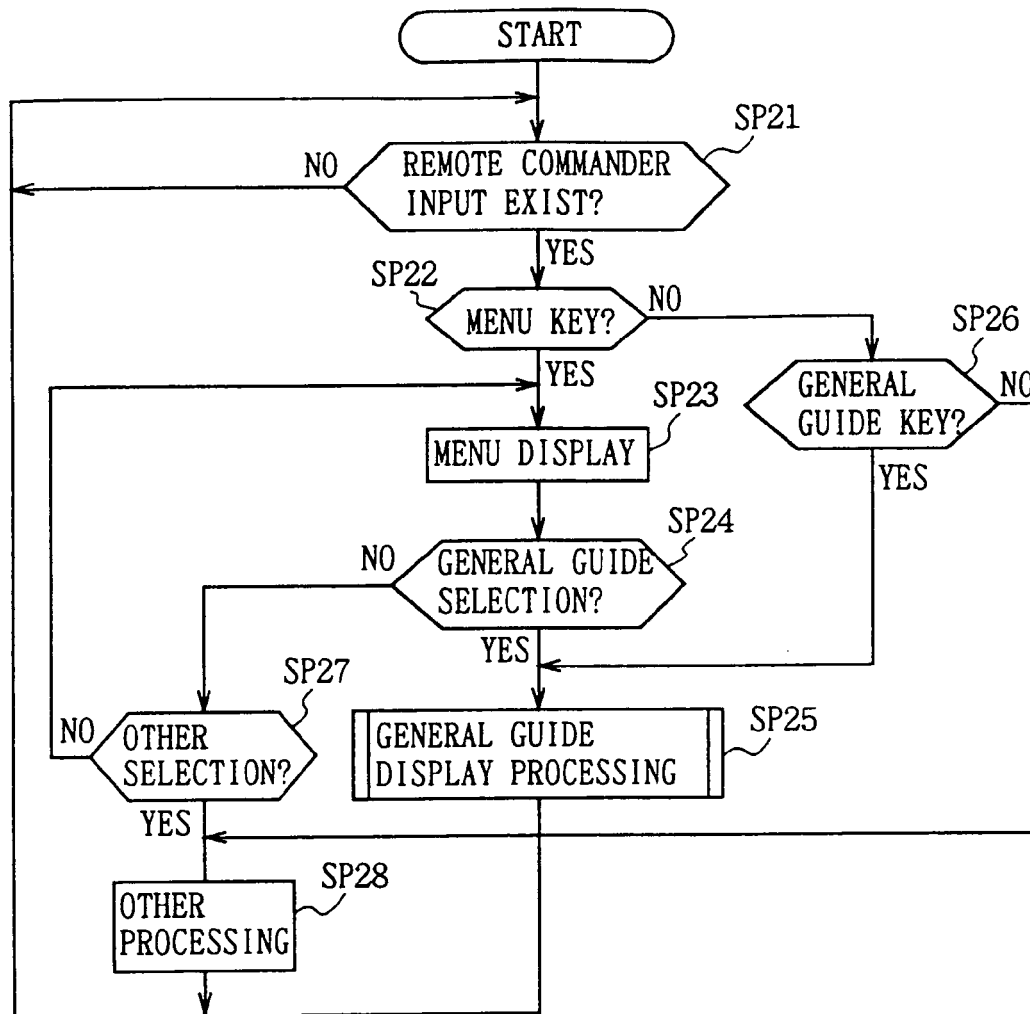 START
SP21
NO
REMOTE COMMANDER
INPUT EXIST?
YES
SP22
MENU KEY?
NO
SP26
YES
GENERAL
GUIDE KEY?
NO
SP23
MENU DISPLAY
YES
SP24
NO
GENERAL GUIDE
SELECTION?
YES
SP27
NO
OTHER
SELECTION?
GENERAL GUIDE
DISPLAY PROCESSING
SP25
YES
SP28
OTHER
PROCESSING